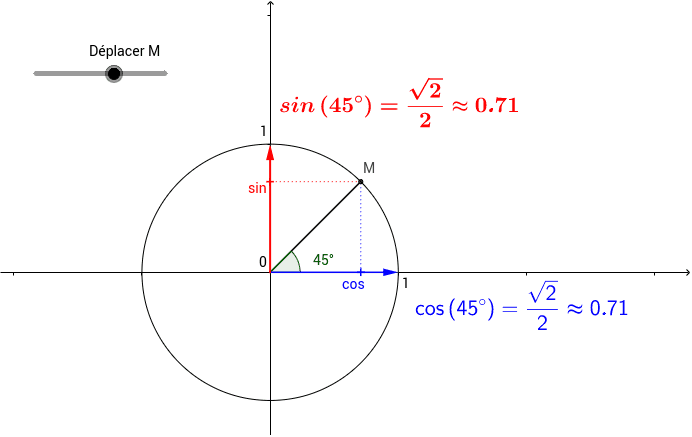 1
Déplacer M
sin (45°) = √2/2 ≈ 0.71
1
M
sin
0
45°
cos
1
cos (45°) = √2/2 ≈ 0.71